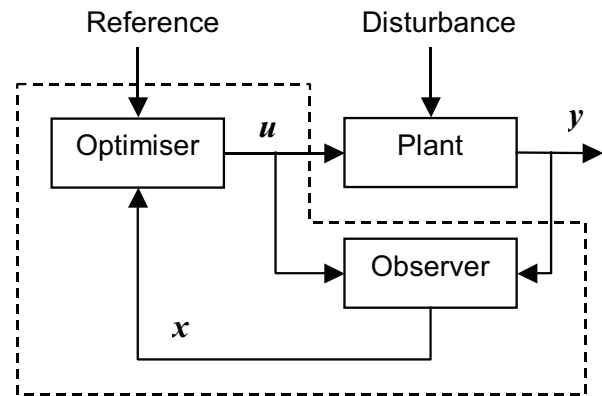 Reference
Disturbance
Optimiser
u
Plant
y
Observer
x